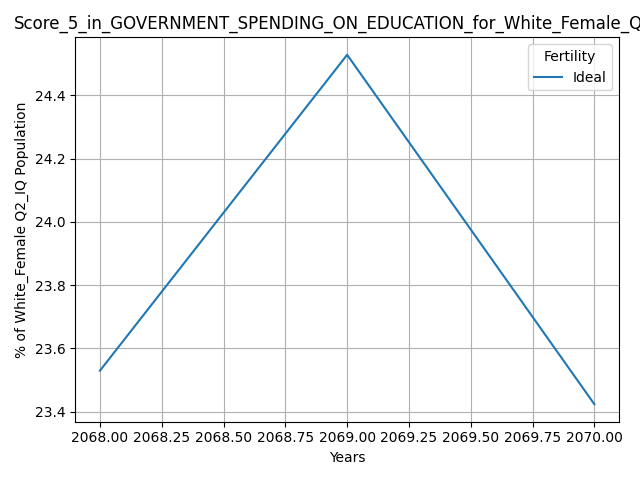 Score_5_in_GOVERNMENT_SPENDING_ON_EDUCATION_for_White_Female_Q
Fertility
Ideal
% of White_Female Q2_IQ Population
24.4
24.2
24.0
23.8
23.6
23.4
2068.00 2068.25 2068.50 2068.75 2069.00 2069.25 2069.50 2069.75 2070.00
Years